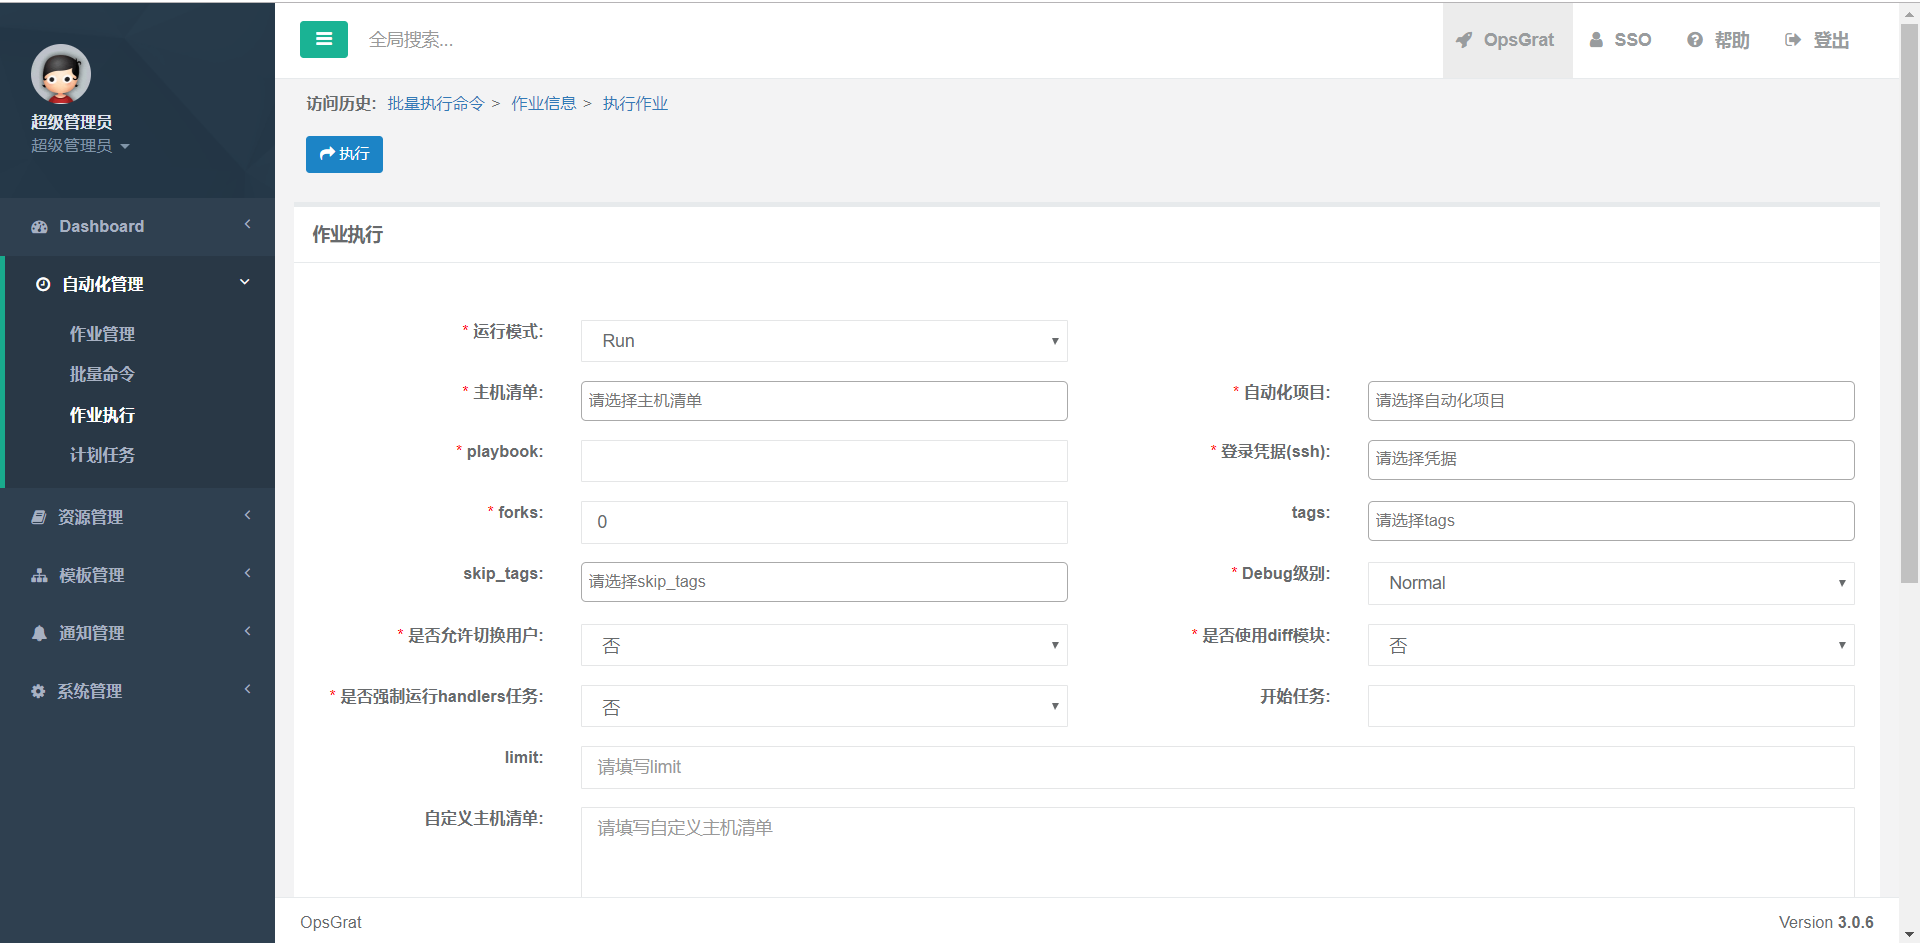 超级管理员
超级管理员
Dashboard
自动化管理
作业管理
批量命令
作业执行
计划任务
资源管理
模板管理
通知管理
系统管理
全局搜索...
OpsGrat
SSO
帮助
登出
访问历史: 批量执行命令 > 作业信息 > 执行作业
执行
作业执行
* 运行模式: Run
* 主机清单: 请选择主机清单
* 自动化项目: 请选择自动化项目
* playbook:
* 登录凭据(ssh): 请选择凭据
* forks: 0
tags: 请选择tags
skip_tags: 请选择skip_tags
* Debug级别: Normal
* 是否允许切换用户: 否
* 是否使用diff模块: 否
* 是否强制运行handlers任务: 否
开始任务:
limit: 请填写limit
自定义主机清单: 请填写自定义主机清单
OpsGrat
Version 3.0.6